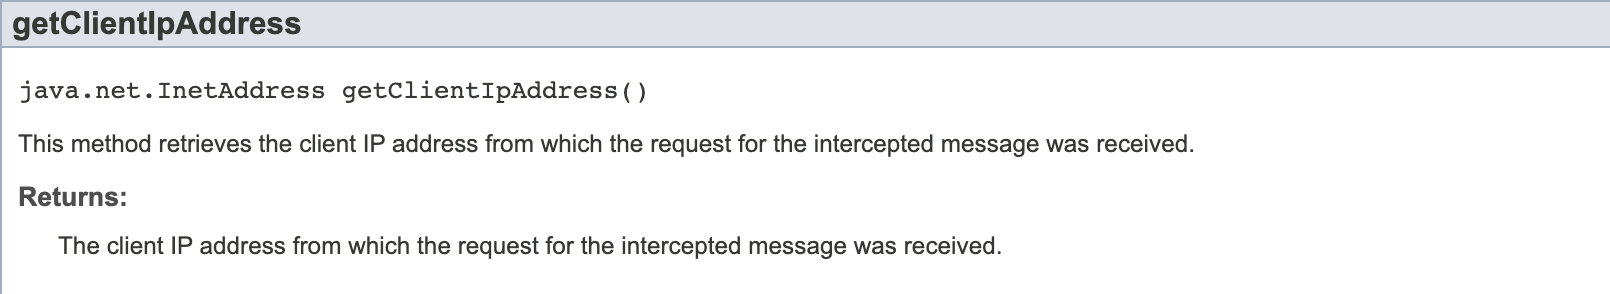 getClientIpAddress
java.net.InetAddress getClientIpAddress()
This method retrieves the client IP address from which the request for the intercepted message was received.
Returns:
The client IP address from which the request for the intercepted message was received.